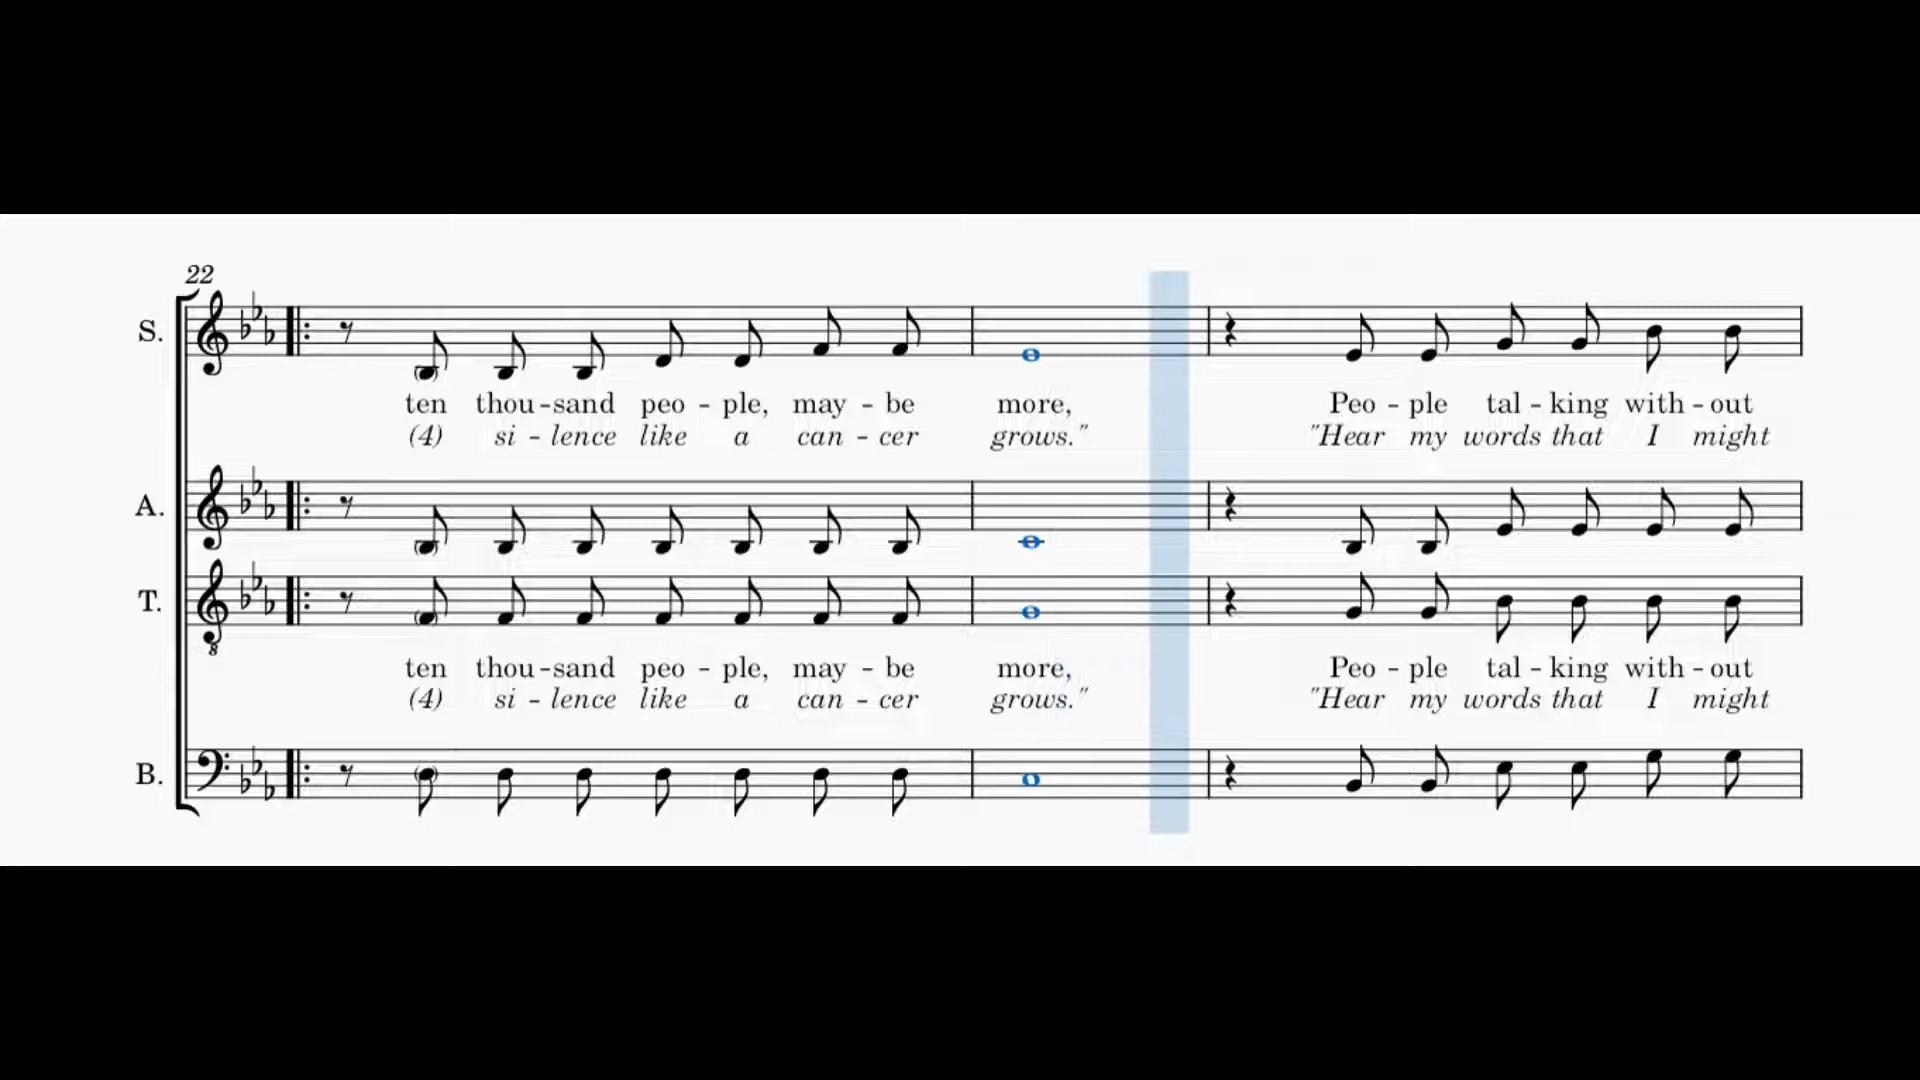 22
S.
ten thou-sand peo - ple, may - be more, Peo - ple tal - king with - out
(4) si - lence like a can - cer grows." "Hear my words that I might
A.
T.
8
ten thou-sand peo - ple, may - be more, Peo - ple tal - king with - out
(4) si - lence like a can - cer grows." "Hear my words that I might
B.